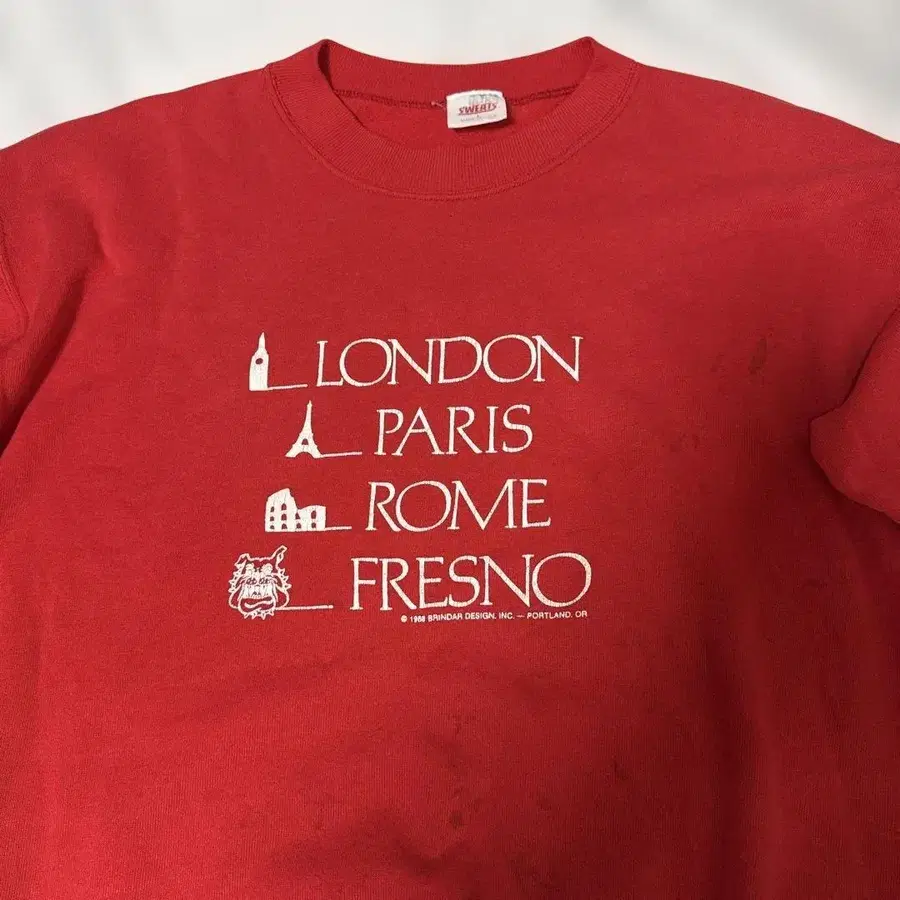 SWEATS
LONDON
PARIS
ROME
FRESNO
© 1988 BRINDAR DESIGN, INC. — PORTLAND, OR